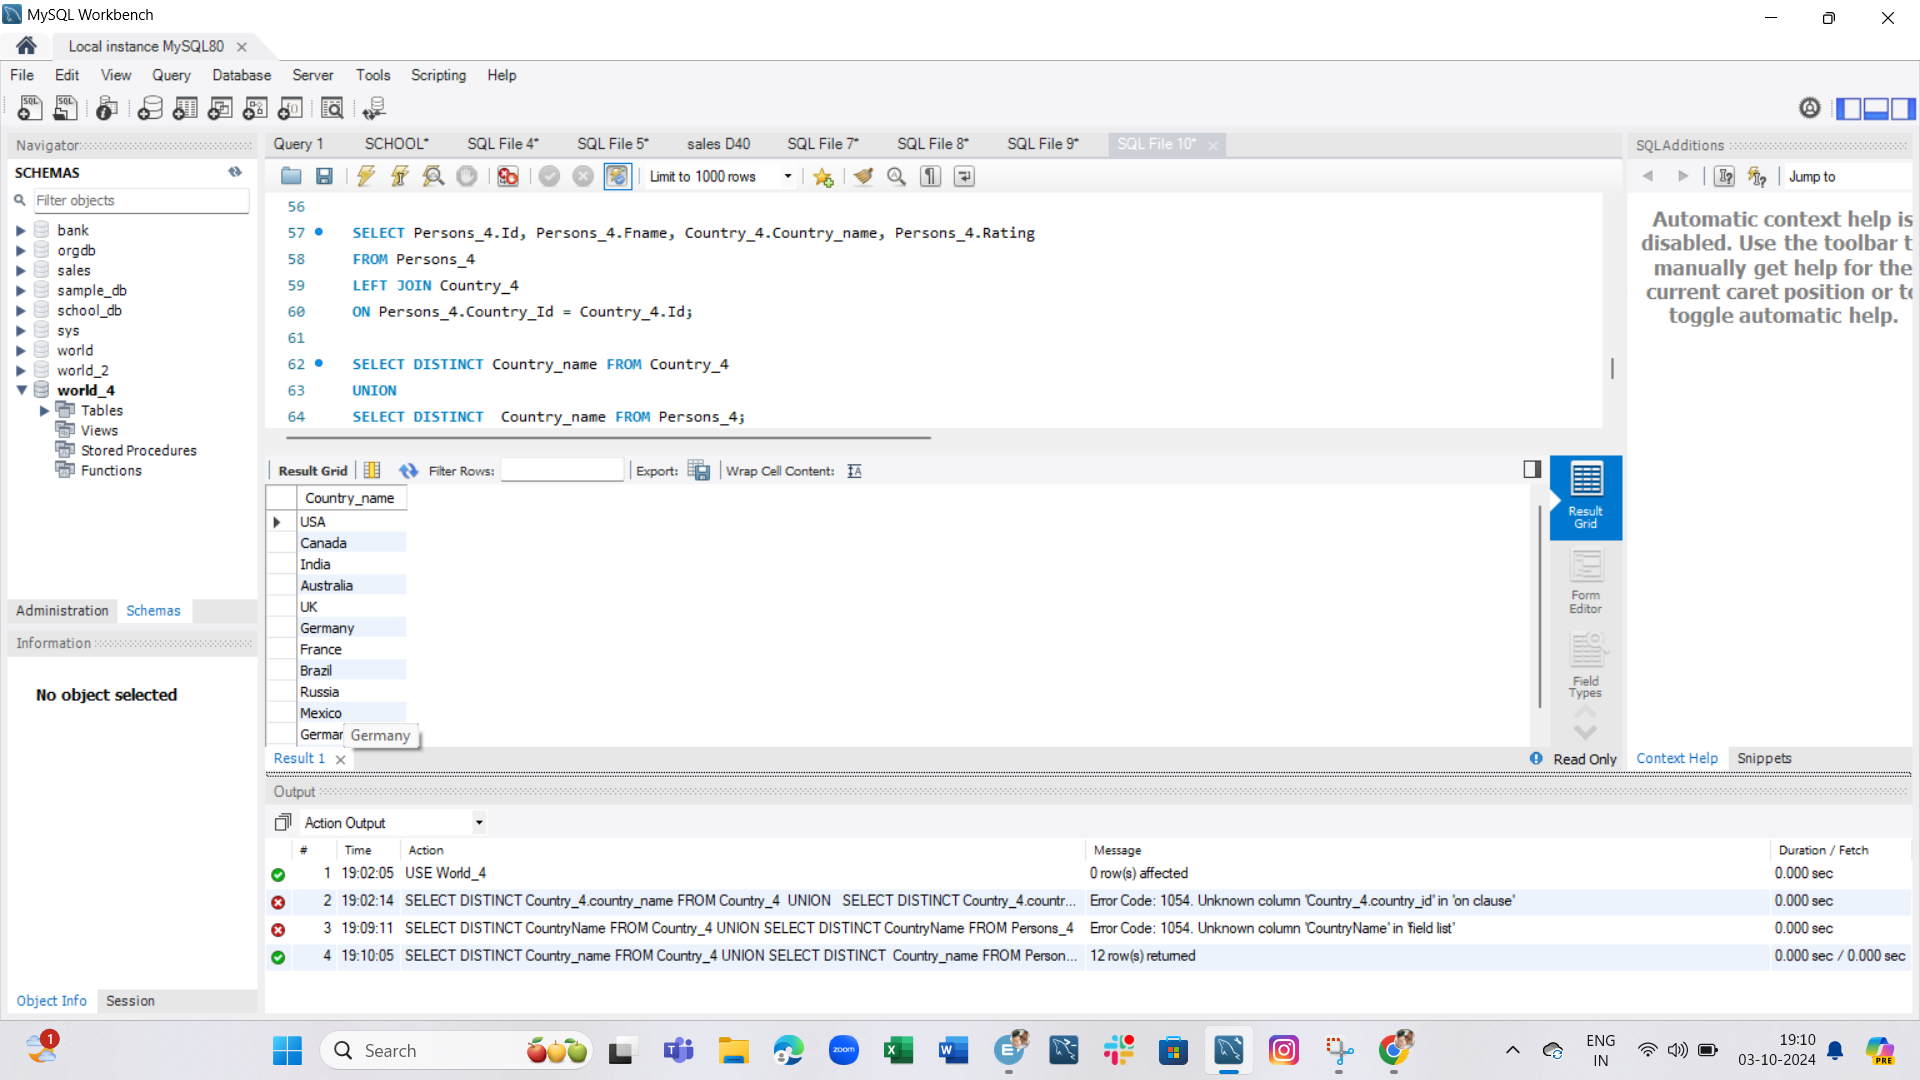 MySQL Workbench
Local instance MySQL80
File Edit View Query Database Server Tools Scripting Help
Navigator
SCHEMAS
Filter objects
bank
orgdb
sales
sample_db
school_db
sys
world
world_2
world_4
Tables
Views
Stored Procedures
Functions
Administration Schemas
Information
No object selected
Object Info Session
Query 1 SCHOOL* SQL File 4* SQL File 5* sales D40 SQL File 7* SQL File 8* SQL File 9* SQL File 10*
Limit to 1000 rows
56
57 SELECT Persons_4.Id, Persons_4.Fname, Country_4.Country_name, Persons_4.Rating
58 FROM Persons_4
59 LEFT JOIN Country_4
60 ON Persons_4.Country_Id = Country_4.Id;
61
62 SELECT DISTINCT Country_name FROM Country_4
63 UNION
64 SELECT DISTINCT  Country_name FROM Persons_4;
Result Grid Filter Rows: Export: Wrap Cell Content:
Country_name
USA
Canada
India
Australia
UK
Germany
France
Brazil
Russia
Mexico
German Germany
Result Grid
Form Editor
Field Types
Result 1 Read Only
SQLAdditions
Jump to
Automatic context help is
disabled. Use the toolbar t
manually get help for the
current caret position or to
toggle automatic help.
Context Help Snippets
Output
Action Output
# Time Action Message Duration / Fetch
1 19:02:05 USE World_4 0 row(s) affected 0.000 sec
2 19:02:14 SELECT DISTINCT Country_4.country_name FROM Country_4  UNION   SELECT DISTINCT Country_4.countr... Error Code: 1054. Unknown column 'Country_4.country_id' in 'on clause' 0.000 sec
3 19:09:11 SELECT DISTINCT CountryName FROM Country_4 UNION SELECT DISTINCT CountryName FROM Persons_4 Error Code: 1054. Unknown column 'CountryName' in 'field list' 0.000 sec
4 19:10:05 SELECT DISTINCT Country_name FROM Country_4 UNION SELECT DISTINCT  Country_name FROM Person... 12 row(s) returned 0.000 sec / 0.000 sec
1
Search
zoom
ENG
IN
19:10
03-10-2024
PRE